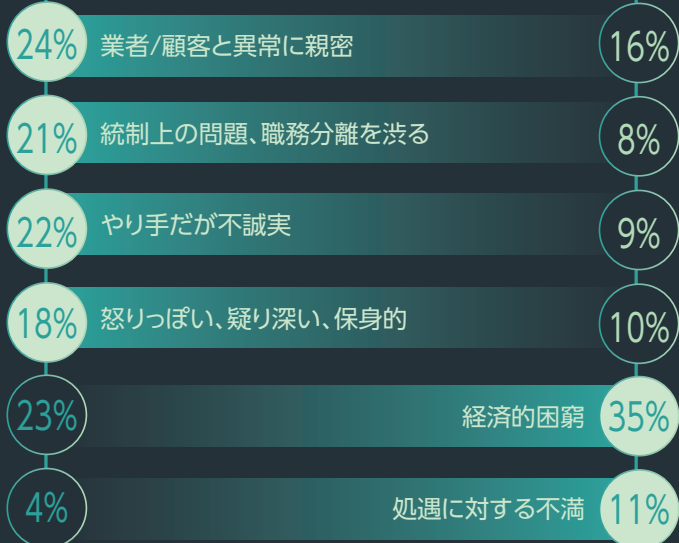 24% 業者/顧客と異常に親密 16%
21% 統制上の問題、職務分離を渋る 8%
22% やり手だが不誠実 9%
18% 怒りっぽい、疑り深い、保身的 10%
23% 経済的困窮 35%
4% 処遇に対する不満 11%